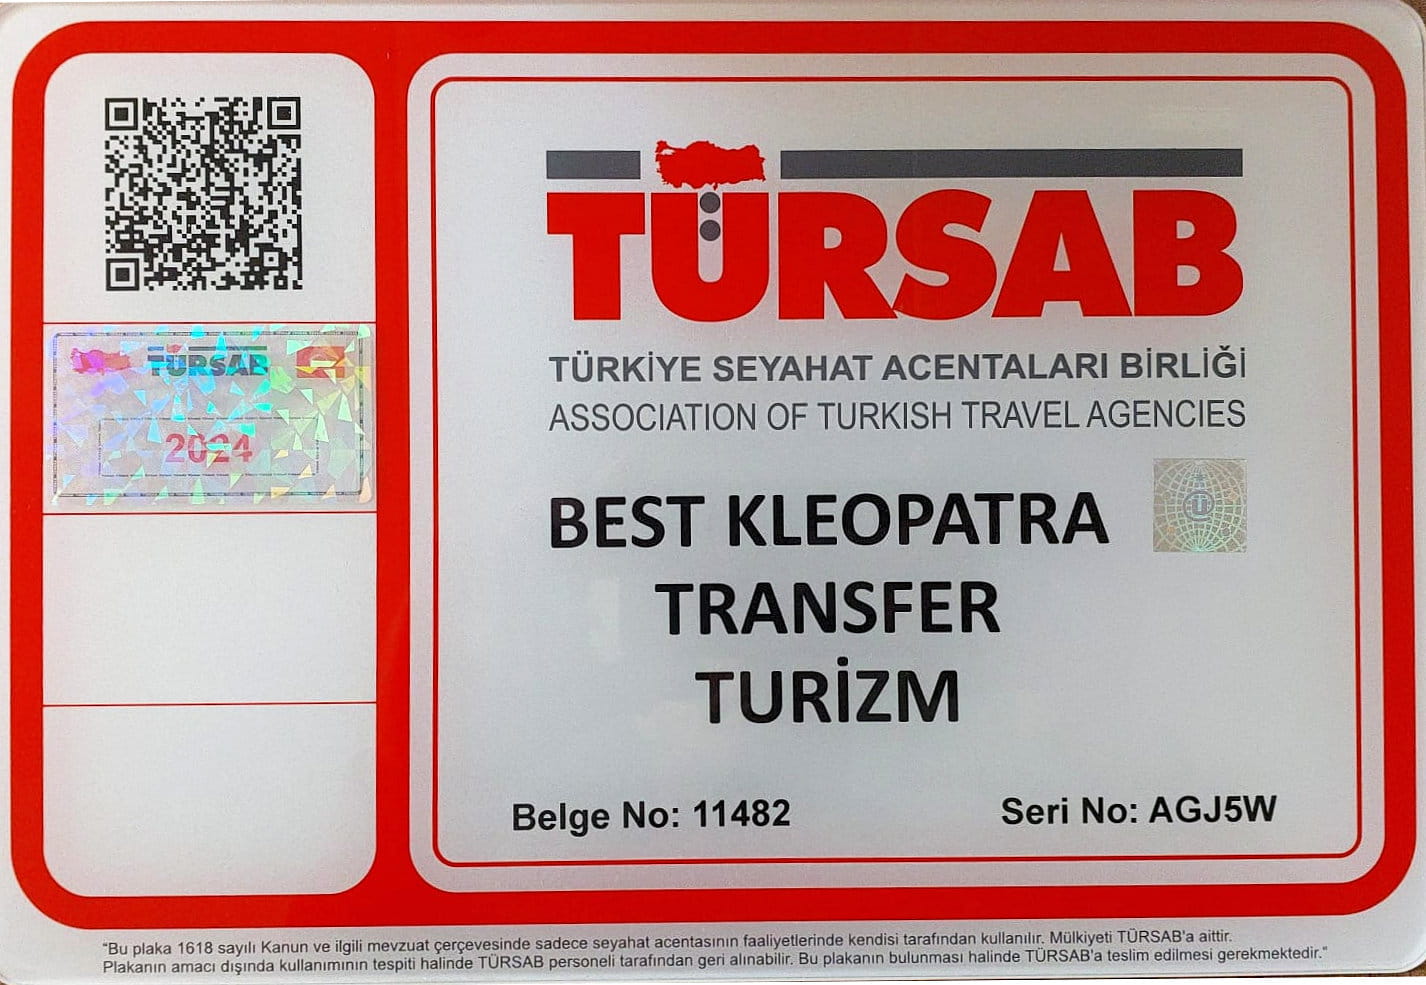 TÜRSAB
2024
TÜRSAB
TÜRKİYE SEYAHAT ACENTALARI BİRLİĞİ
ASSOCIATION OF TURKISH TRAVEL AGENCIES
BEST KLEOPATRA
TRANSFER
TURİZM
Belge No: 11482
Seri No: AGJ5W
“Bu plaka 1618 sayılı Kanun ve ilgili mevzuat çerçevesinde sadece seyahat acentasının faaliyetlerinde kendisi tarafından kullanılır. Mülkiyeti TÜRSAB'a aittir.
Plakanın amacı dışında kullanımının tespiti halinde TÜRSAB personeli tarafından geri alınabilir. Bu plakanın bulunması halinde TÜRSAB'a teslim edilmesi gerekmektedir.”